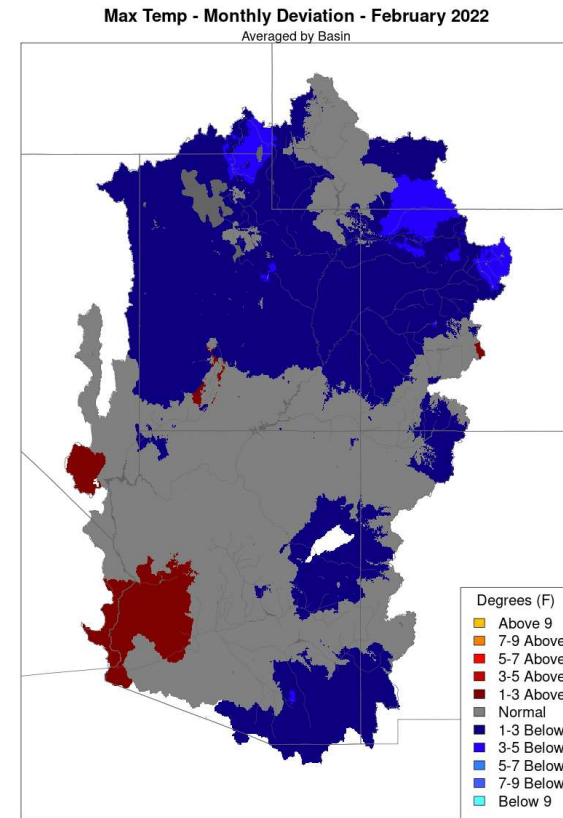 Max Temp - Monthly Deviation - February 2022
Averaged by Basin
Degrees (F)
Above 9
7-9 Above
5-7 Above
3-5 Above
1-3 Above
Normal
1-3 Below
3-5 Below
5-7 Below
7-9 Below
Below 9